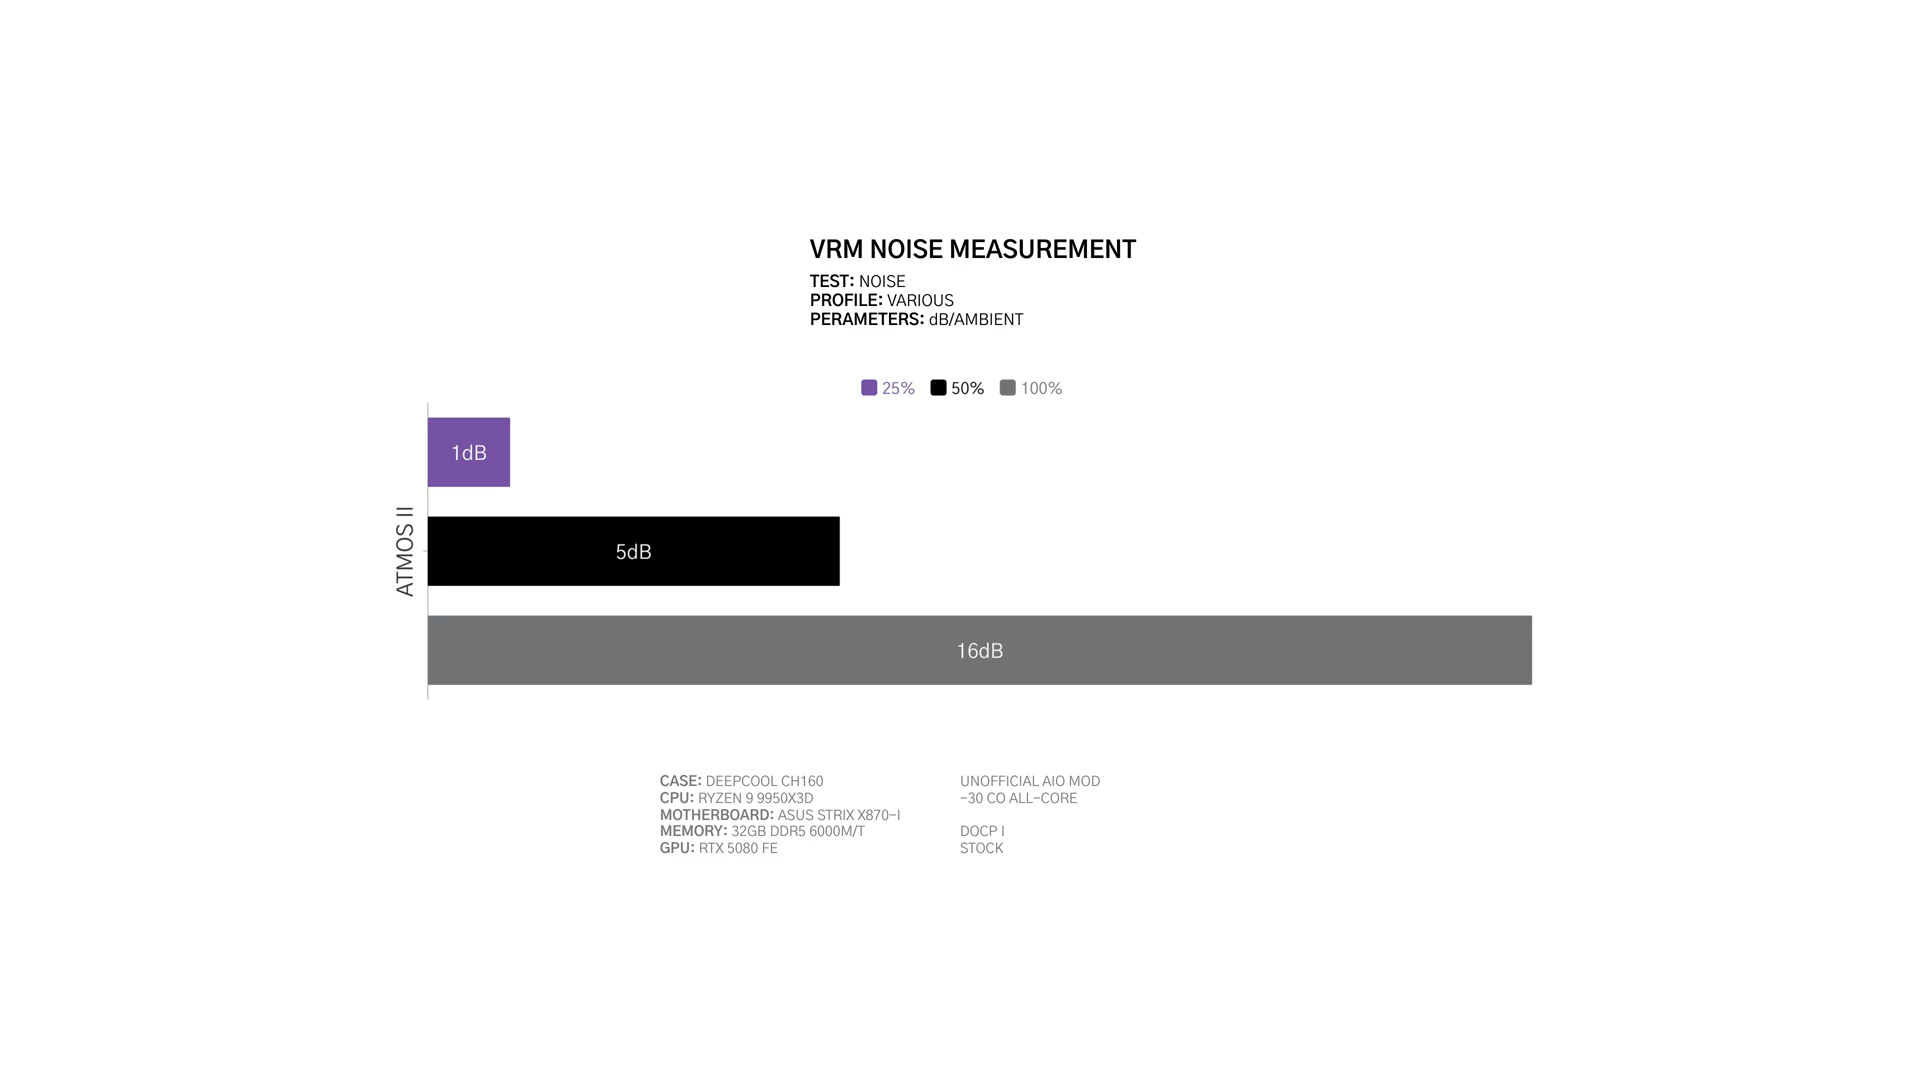 VRM NOISE MEASUREMENT
TEST: NOISE
PROFILE: VARIOUS
PERAMETERS: dB/AMBIENT
25% 50% 100%
ATMOS II
1dB
5dB
16dB
CASE: DEEPCOOL CH160 UNOFFICIAL AIO MOD
CPU: RYZEN 9 9950X3D -30 CO ALL-CORE
MOTHERBOARD: ASUS STRIX X870-I
MEMORY: 32GB DDR5 6000M/T DOCP I
GPU: RTX 5080 FE STOCK